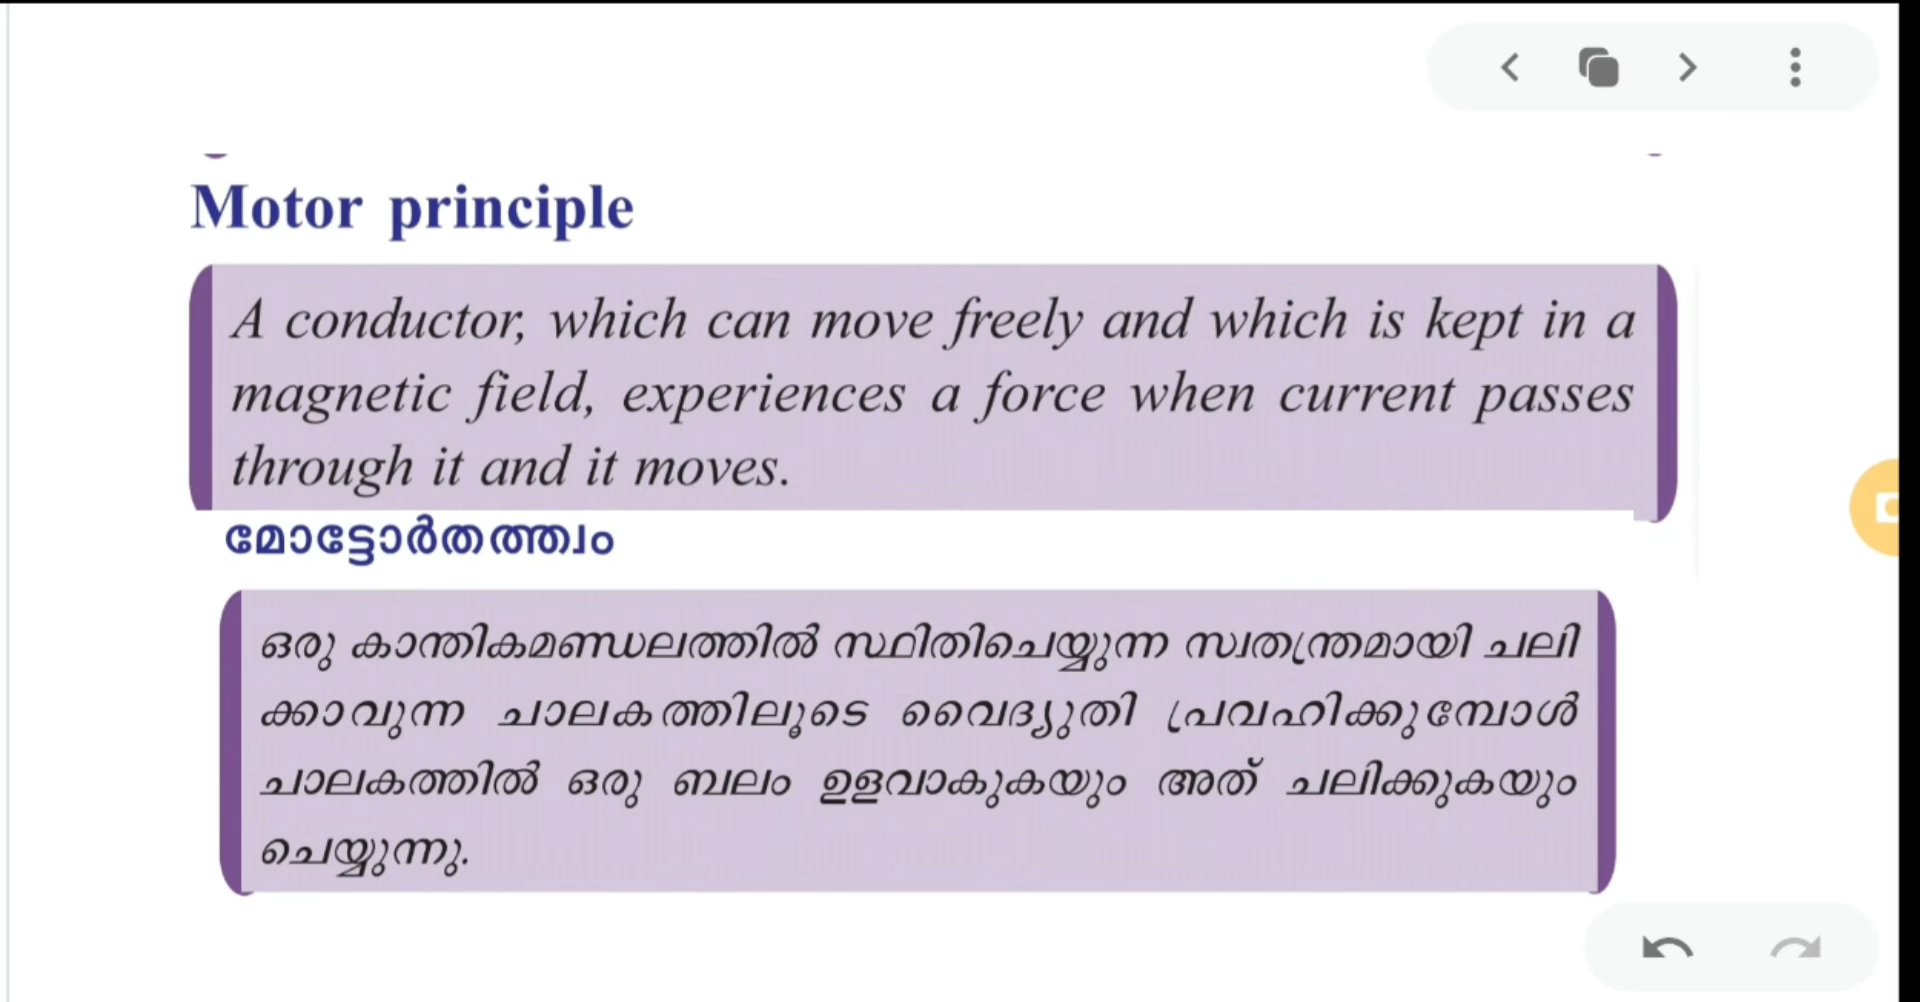 Motor principle
A conductor, which can move freely and which is kept in a
magnetic field, experiences a force when current passes
through it and it moves.
മോട്ടോർതത്ത്വം
ഒരു കാന്തികമണ്ഡലത്തിൽ സ്ഥിതിചെയ്യുന്ന സ്വതന്ത്രമായി ചലി
ക്കാവുന്ന ചാലകത്തിലൂടെ വൈദ്യുതി പ്രവഹിക്കുമ്പോൾ
ചാലകത്തിൽ ഒരു ബലം ഉളവാകുകയും അത് ചലിക്കുകയും
ചെയ്യുന്നു.